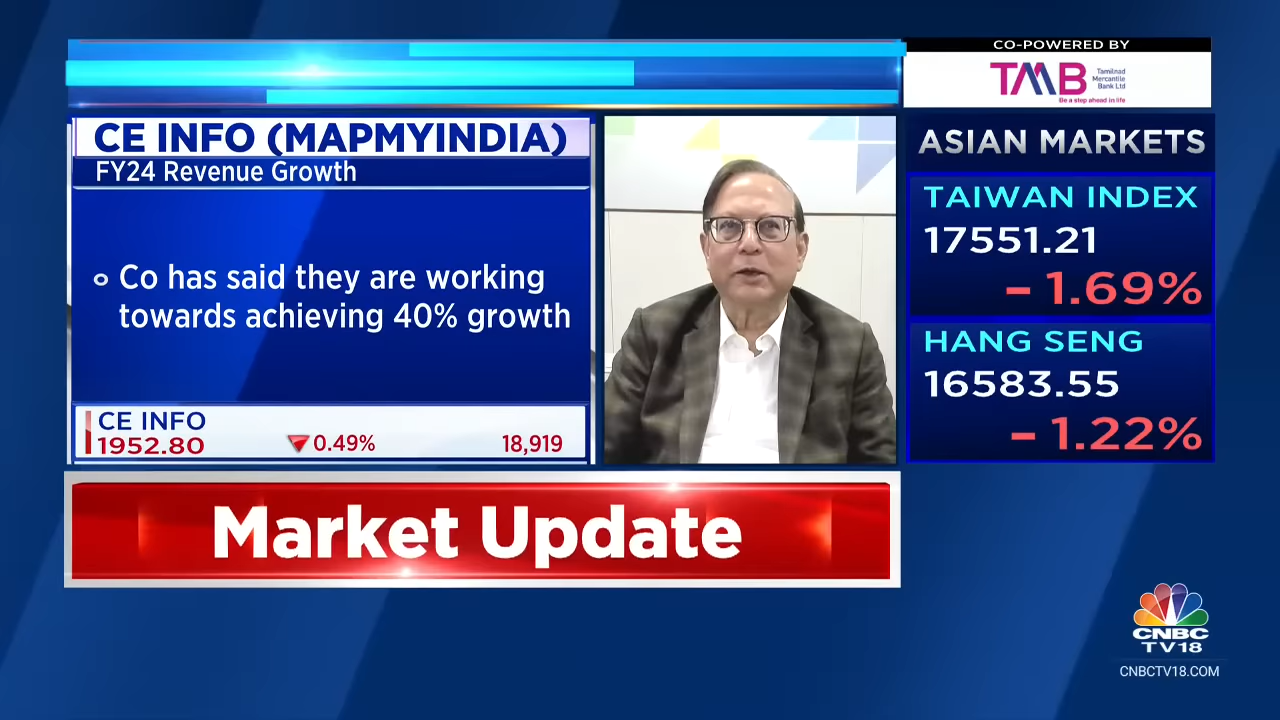 CO-POWERED BY
TMB
Tamilnad
Mercantile
Bank Ltd
Be a step ahead in life
CE INFO (MAPMYINDIA)
FY24 Revenue Growth
Co has said they are working
towards achieving 40% growth
CE INFO
1952.80 0.49% 18,919
ASIAN MARKETS
TAIWAN INDEX
17551.21
– 1.69%
HANG SENG
16583.55
– 1.22%
Market Update
CNBC
TV18
CNBCTV18.COM